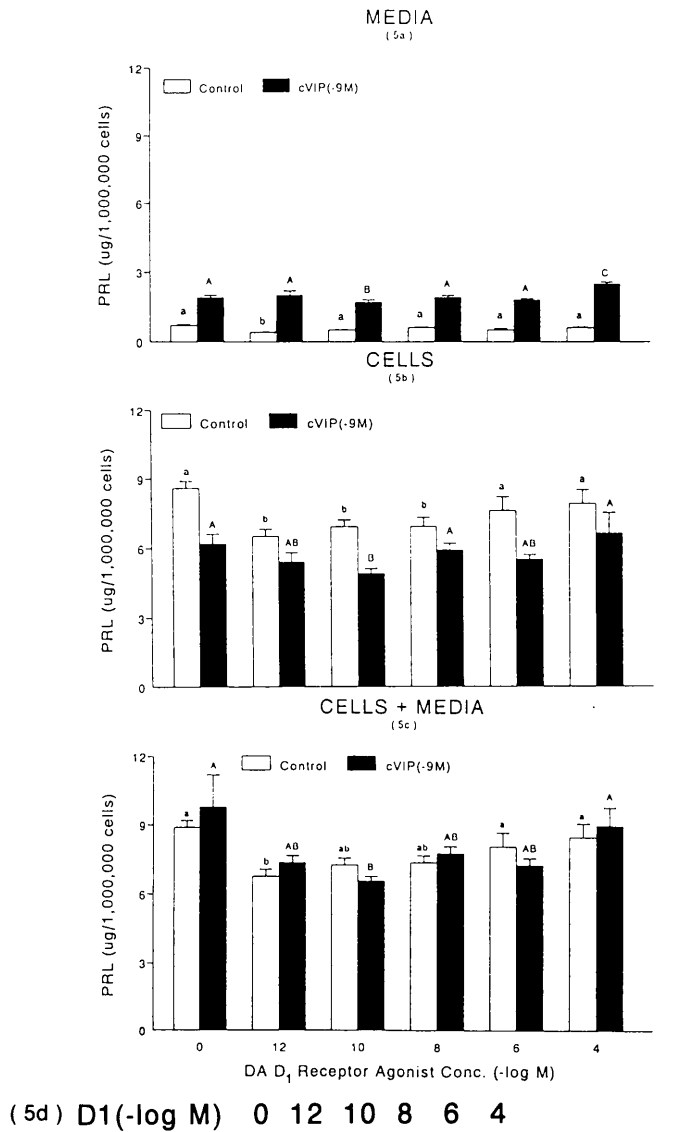 MEDIA
(5a)
12
Control cVIP(-9M)
9
6
3
0
PRL (ug/1,000,000 cells)
a A b A a B a A a A a C
CELLS
(5b)
12
Control cVIP(-9M)
9
6
3
0
PRL (ug/1,000,000 cells)
a A b AB b B b A a AB a A
CELLS + MEDIA
(5c)
12
Control cVIP(-9M)
9
6
3
0
PRL (ug/1,000,000 cells)
a A b AB ab B ab AB a AB a A
0 12 10 8 6 4
DA D1 Receptor Agonist Conc. (-log M)
(5d) D1(-log M) 0 12 10 8 6 4